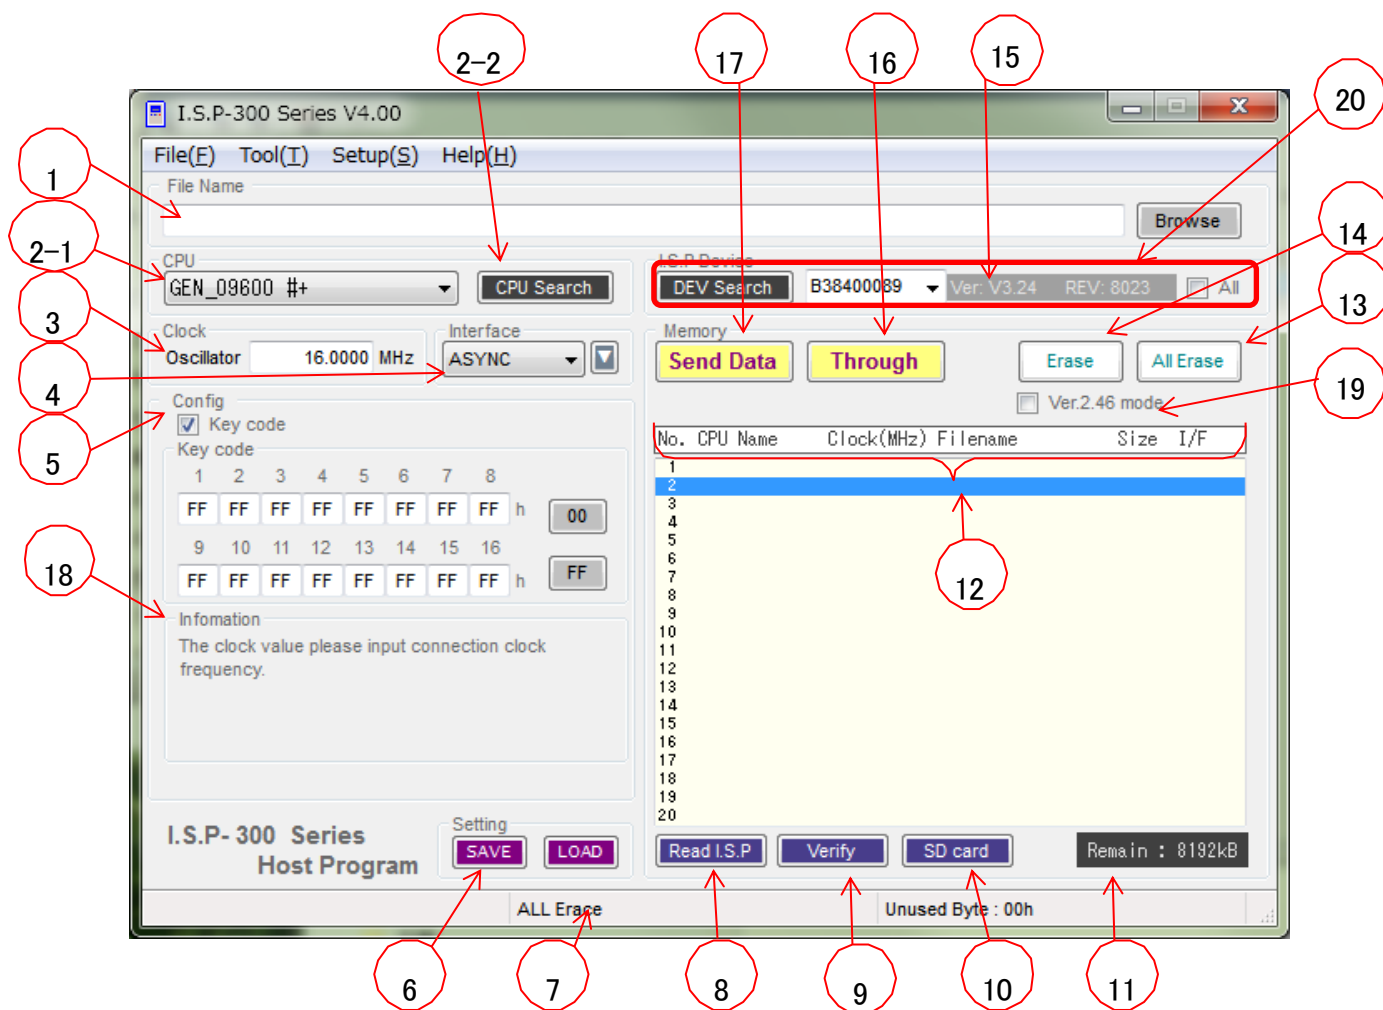 2-2
17
16
15
20
I.S.P-300 Series V4.00
File(F) Tool(T) Setup(S) Help(H)
1
File Name
Browse
2-1
14
CPU
I.S.P Device
GEN_09600 #+
CPU Search
DEV Search
B38400089
Ver: V3.24 REV: 8023
All
3
13
Clock
Interface
Memory
Oscillator 16.0000 MHz
ASYNC
Send Data
Through
Erase
All Erase
4
19
Config
Ver.2.46 mode
Key code
5
No. CPU Name Clock(MHz) Filename Size I/F
Key code
1 2 3 4 5 6 7 8
FF FF FF FF FF FF FF FF h
00
9 10 11 12 13 14 15 16
FF FF FF FF FF FF FF FF h
FF
18
Infomation
The clock value please input connection clock
frequency.
1
2
3
4
5
6
7
8
9
10
11
12
13
14
15
16
17
18
19
20
12
I.S.P- 300 Series
Host Program
Setting
SAVE
LOAD
Read I.S.P
Verify
SD card
Remain : 8192kB
ALL Erace
Unused Byte : 00h
6
7
8
9
10
11